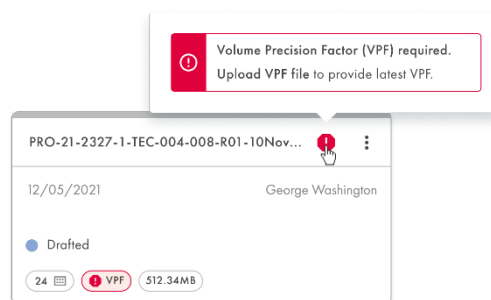 Volume Precision Factor (VPF) required.
Upload VPF file to provide latest VPF.
PRO-21-2327-1-TEC-004-008-R01-10Nov...
12/05/2021 George Washington
Drafted
24 VPF 512.34MB